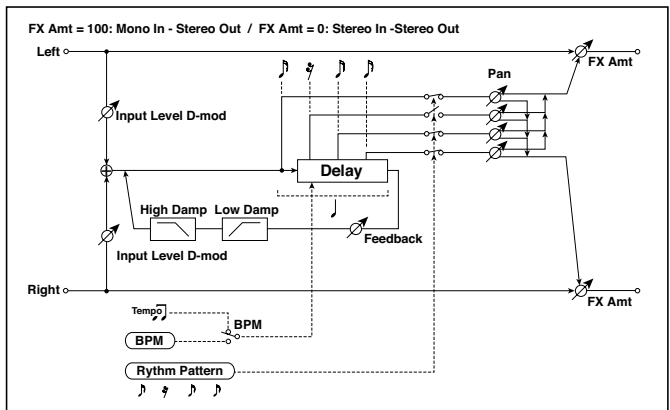 FX Amt = 100: Mono In - Stereo Out / FX Amt = 0: Stereo In -Stereo Out
Left
FX Amt
Pan
Input Level D-mod
Delay
High Damp Low Damp
Feedback
Input Level D-mod
Right
FX Amt
Tempo
BPM
BPM
Rythm Pattern